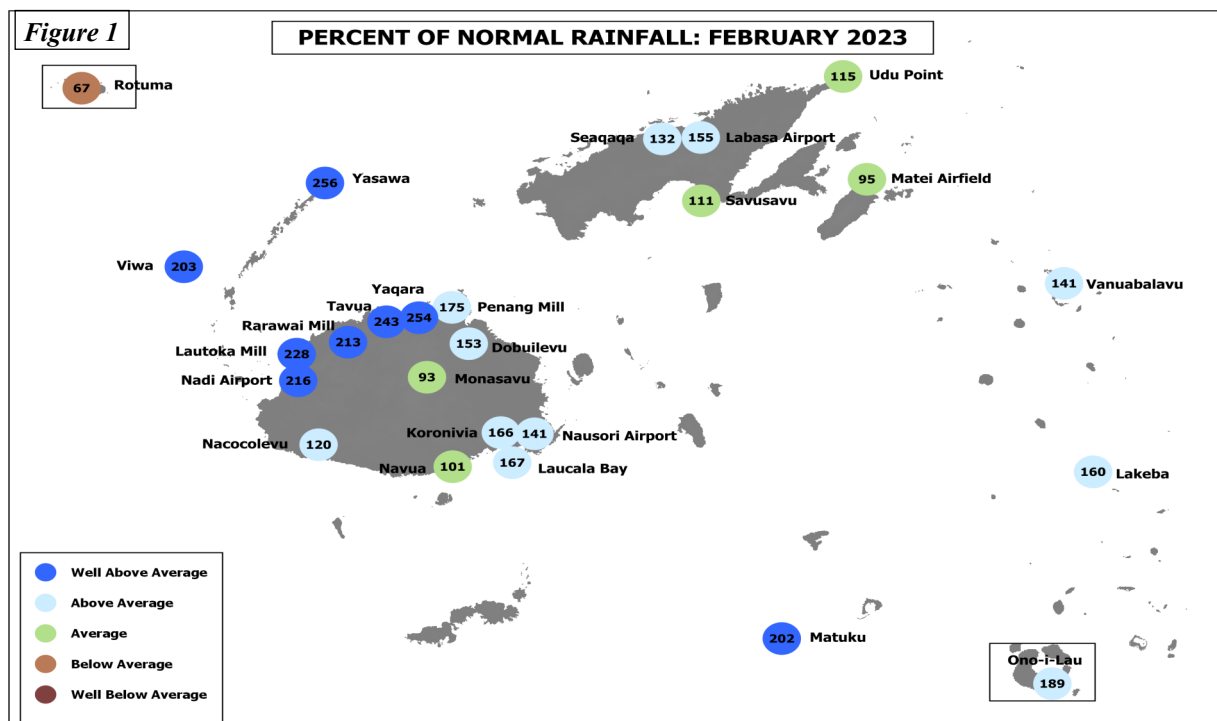 Figure 1
PERCENT OF NORMAL RAINFALL: FEBRUARY 2023
67 Rotuma
115 Udu Point
Seaqaqa 132 155 Labasa Airport
256 Yasawa
95 Matei Airfield
111 Savusavu
Viwa 203
141 Vanuabalavu
Yaqara 254
175 Penang Mill
Tavua 243
Rarawai Mill 213
153 Dobuilevu
Lautoka Mill 228
Nadi Airport 216
93 Monasavu
Nacocolevu 120
Koronivia 166 141 Nausori Airport
Navua 101
167 Laucala Bay
160 Lakeba
202 Matuku
Ono-i-Lau
189
Well Above Average
Above Average
Average
Below Average
Well Below Average